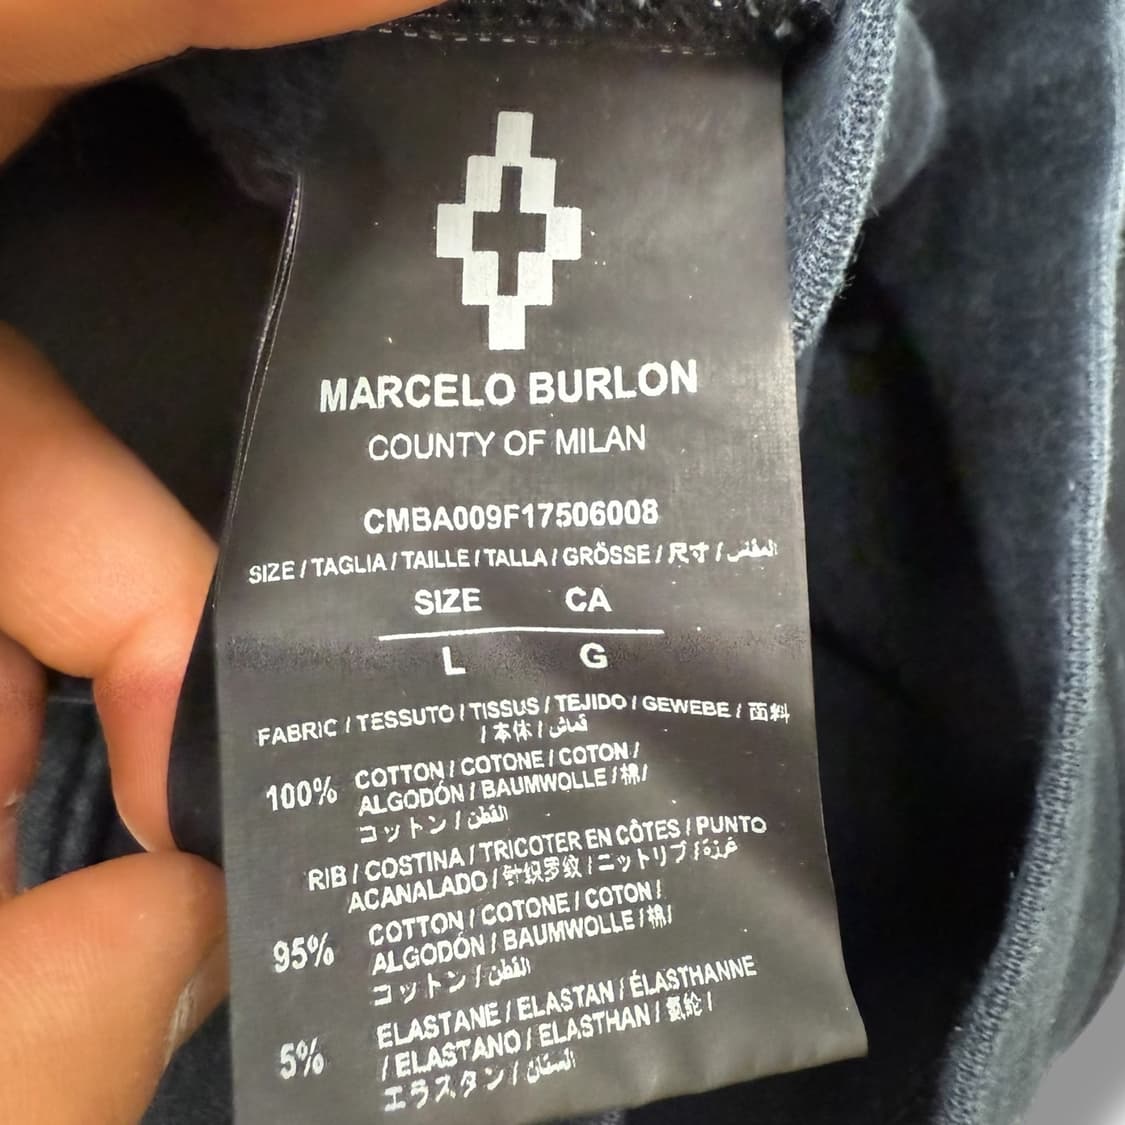 MARCELO BURLON
COUNTY OF MILAN
CMBA009F17506008
SIZE / TAGLIA / TAILLE / TALLA / GRÖSSE / 尺寸 / المقاس
SIZE CA
L G
FABRIC / TESSUTO / TISSUS / TEJIDO / GEWEBE / 面料
/ 本体 / قماش
100% COTTON / COTONE / COTON /
ALGODÓN / BAUMWOLLE / 棉 /
コットン / القطن
RIB / COSTINA / TRICOTER EN CÔTES / PUNTO
ACANALADO / 针织罗纹 / ニットリブ / غرزة
95% COTTON / COTONE / COTON /
ALGODÓN / BAUMWOLLE / 棉 /
コットン / القطن
5% ELASTANE / ELASTAN / ÉLASTHANNE
/ ELASTANO / ELASTHAN / 氨纶 /
エラスタン /